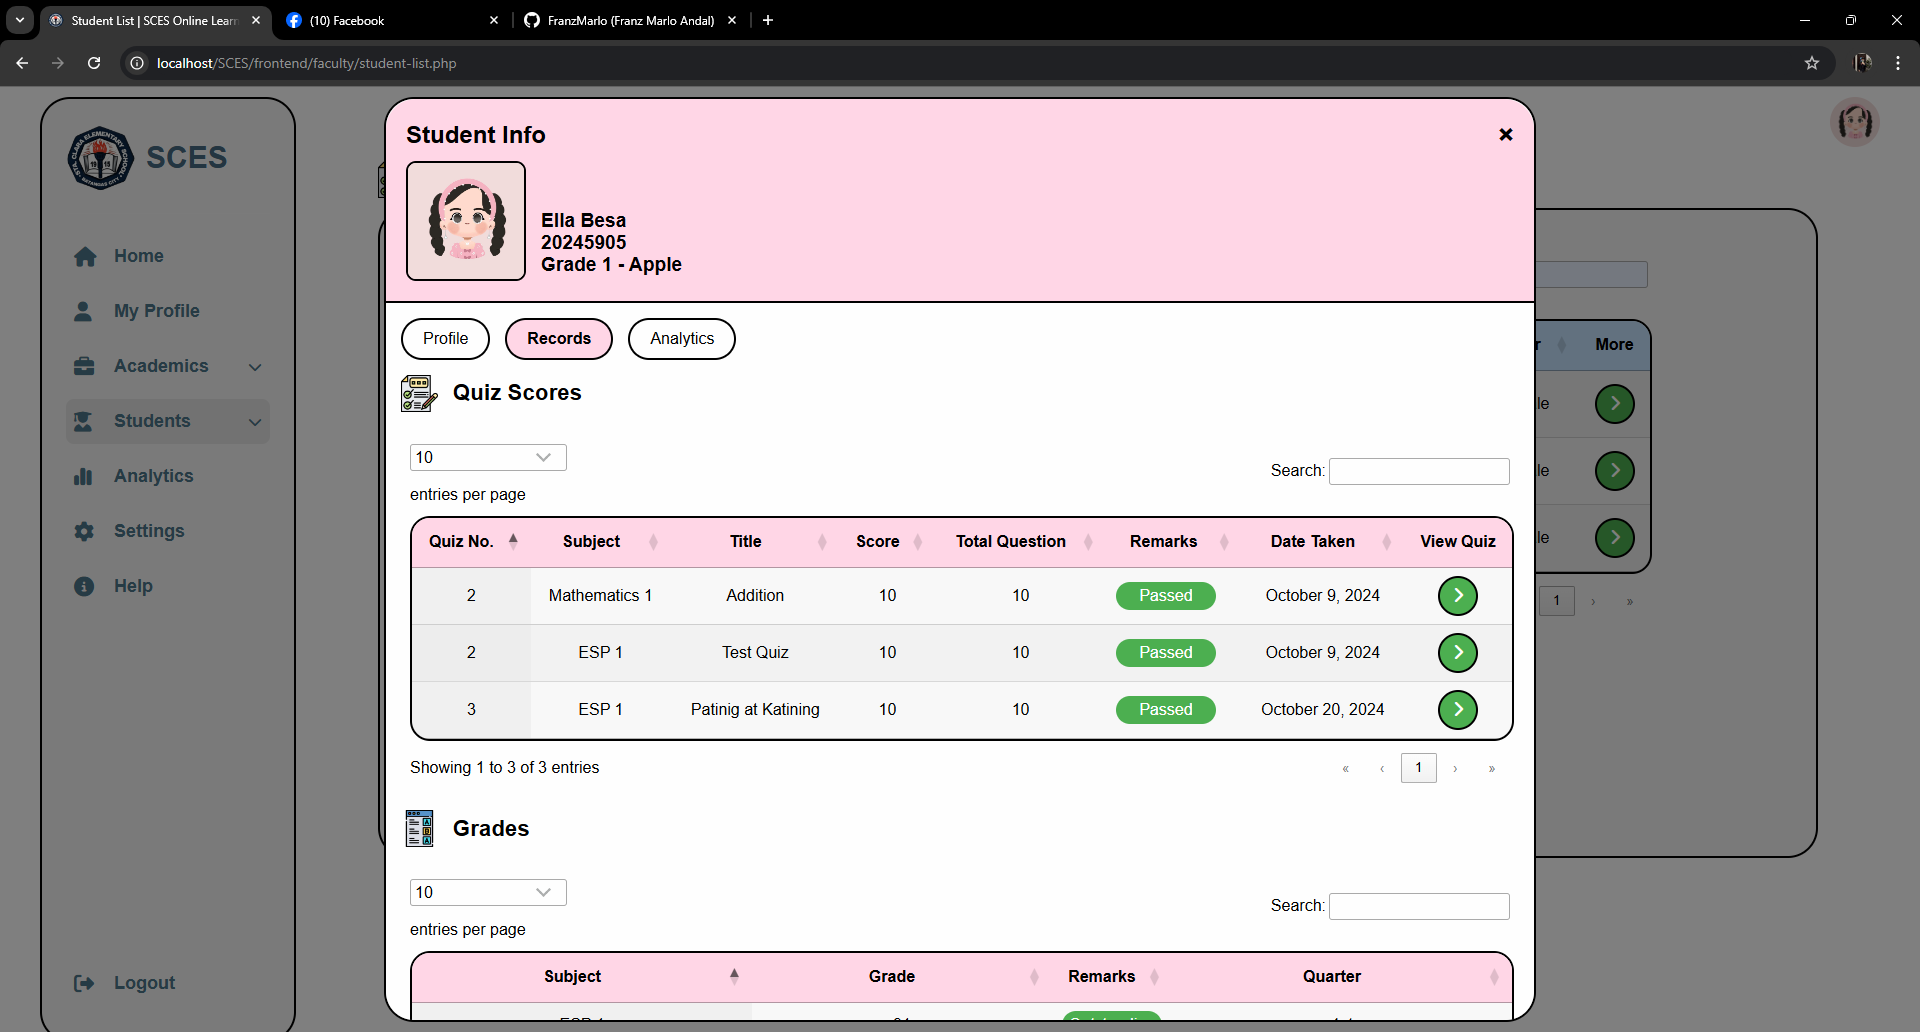 Student List | SCES Online Learn
(10) Facebook
FranzMarlo (Franz Marlo Andal)
localhost/SCES/frontend/faculty/student-list.php
SCES
Home
My Profile
Academics
Students
Analytics
Settings
Help
Logout
Student Info
Ella Besa
20245905
Grade 1 - Apple
Profile
Records
Analytics
Quiz Scores
10
entries per page
Search:
Quiz No. Subject Title Score Total Question Remarks Date Taken View Quiz
2 Mathematics 1 Addition 10 10 Passed October 9, 2024
2 ESP 1 Test Quiz 10 10 Passed October 9, 2024
3 ESP 1 Patinig at Katining 10 10 Passed October 20, 2024
Showing 1 to 3 of 3 entries
« ‹ 1 › »
Grades
10
entries per page
Search:
Subject Grade Remarks Quarter
r More
le
le
le
1 › »